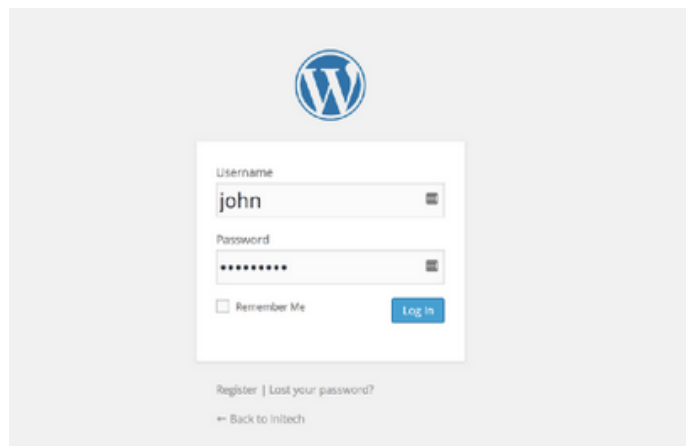 Username
john
Password
•••••••••
Remember Me
Log In
Register | Lost your password?
← Back to Initech